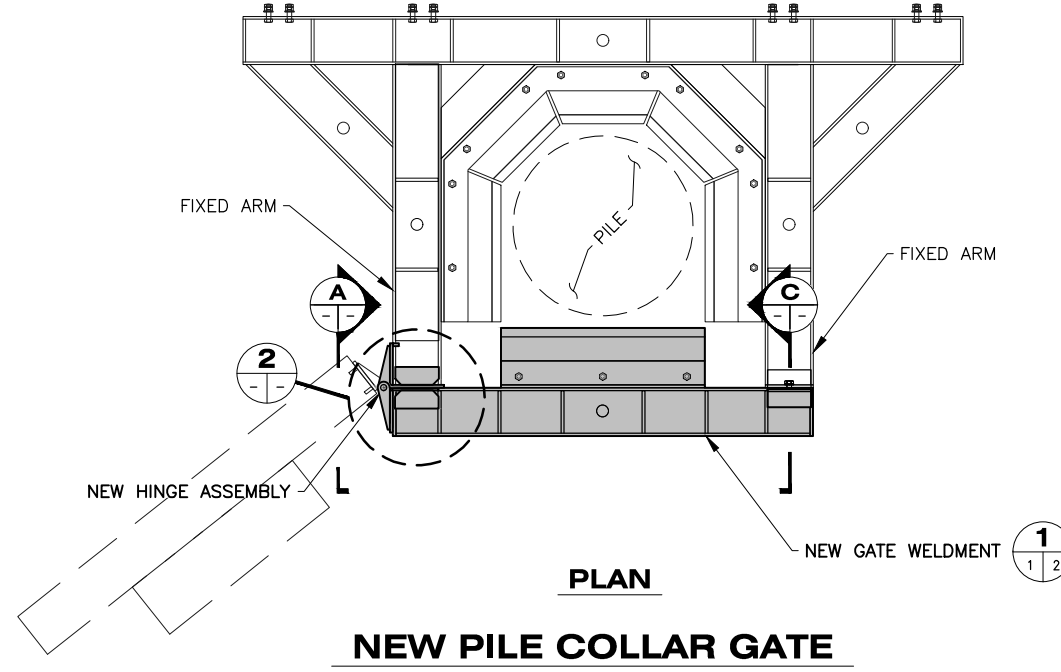 FIXED ARM
PILE
FIXED ARM
A
- -
C
- -
2
- -
NEW HINGE ASSEMBLY
NEW GATE WELDMENT
1
1 2
PLAN
NEW PILE COLLAR GATE